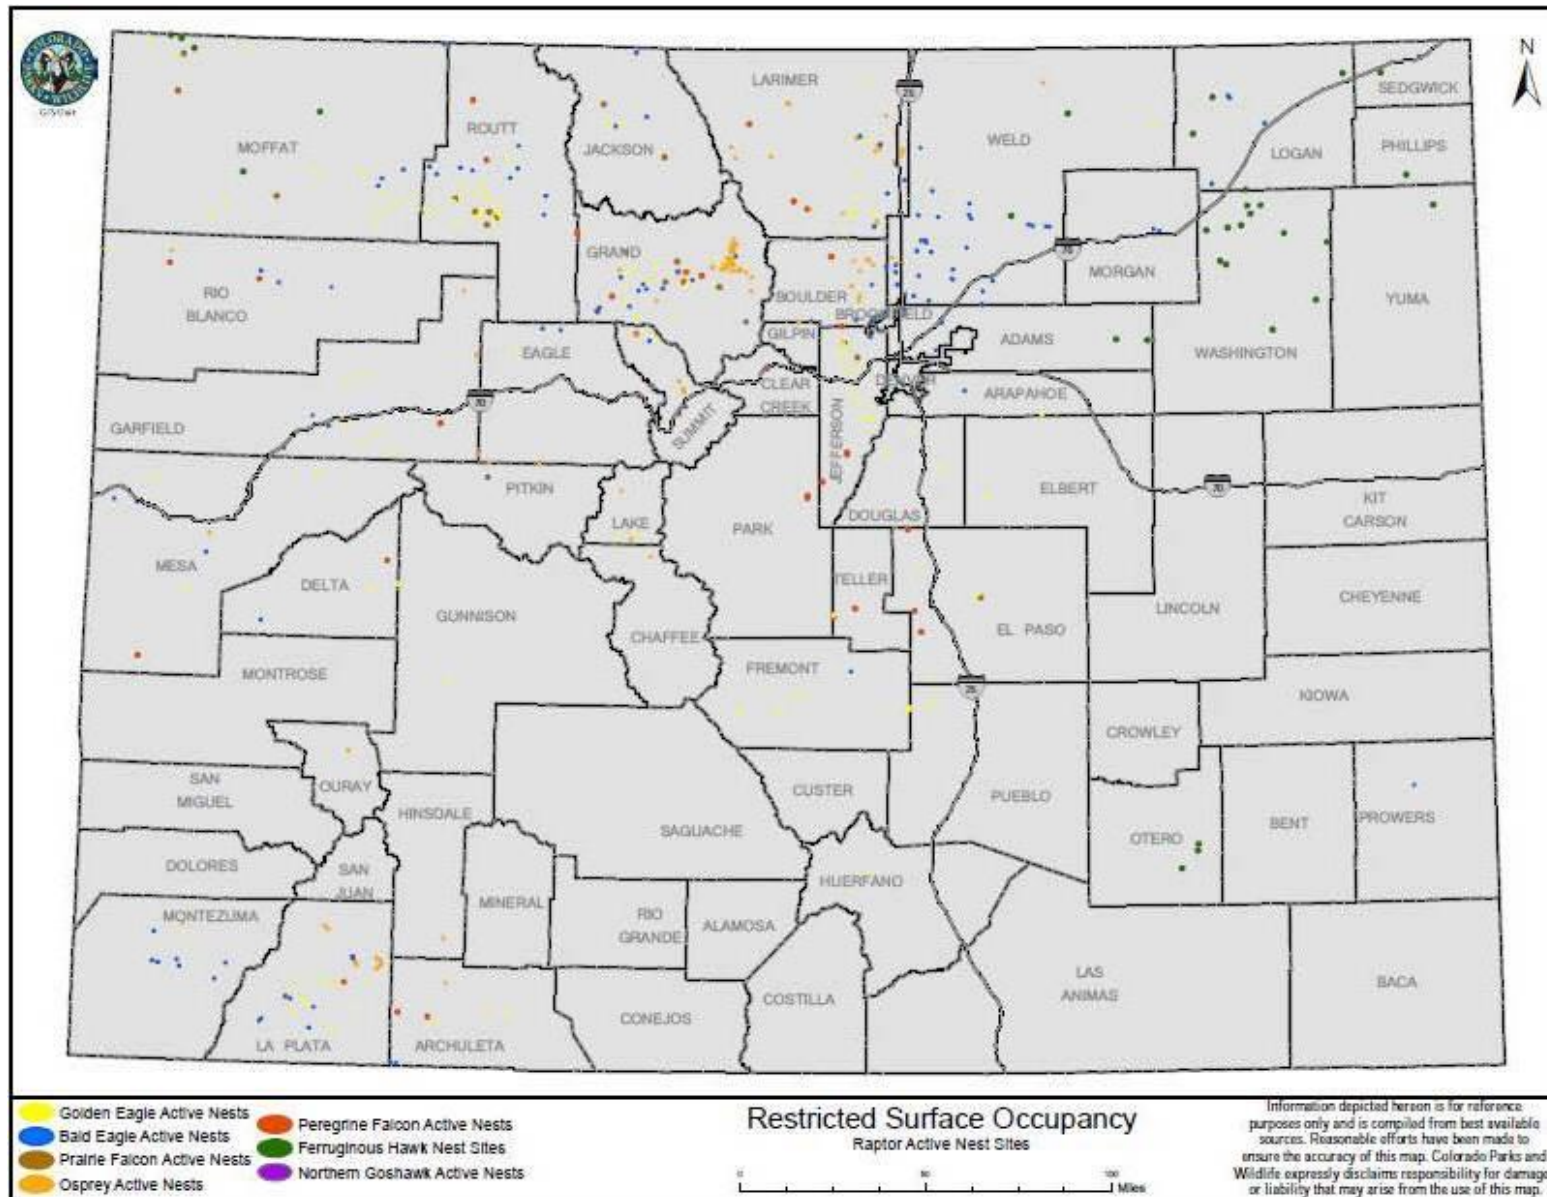 COLORADO
PARKS
WILDLIFE
N
LARIMER
25
SEDGWICK
ROUTT
WELD
JACKSON
MOFFAT
LOGAN
PHILLIPS
GRAND
76
MORGAN
RIO
BLANCO
BOULDER
YUMA
BROOMFIELD
GILPIN
ADAMS
EAGLE
WASHINGTON
CLEAR
CREEK
DENVER
ARAPAHOE
70
GARFIELD
SUMMIT
JEFFERSON
PITKIN
ELBERT
70
KIT
CARSON
LAKE
PARK
DOUGLAS
MESA
DELTA
TELLER
CHEYENNE
GUNNISON
LINCOLN
CHAFFEE
EL PASO
MONTROSE
FREMONT
25
KIOWA
CROWLEY
SAN
MIGUEL
OURAY
CUSTER
PUEBLO
HINSDALE
SAGUACHE
OTERO
BENT
PROWERS
DOLORES
SAN
JUAN
HUERFANO
MINERAL
MONTEZUMA
RIO
GRANDE
ALAMOSA
LAS
ANIMAS
BACA
COSTILLA
CONEJOS
LA PLATA
ARCHULETA
Golden Eagle Active Nests
Bald Eagle Active Nests
Prairie Falcon Active Nests
Osprey Active Nests
Peregrine Falcon Active Nests
Ferruginous Hawk Nest Sites
Northern Goshawk Active Nests
Restricted Surface Occupancy
Raptor Active Nest Sites
0 50 100
Miles
Information depicted hereon is for reference
purposes only and is compiled from best available
sources. Reasonable efforts have been made to
ensure the accuracy of this map. Colorado Parks and
Wildlife expressly disclaims responsibility for damage
or liability that may arise from the use of this map.